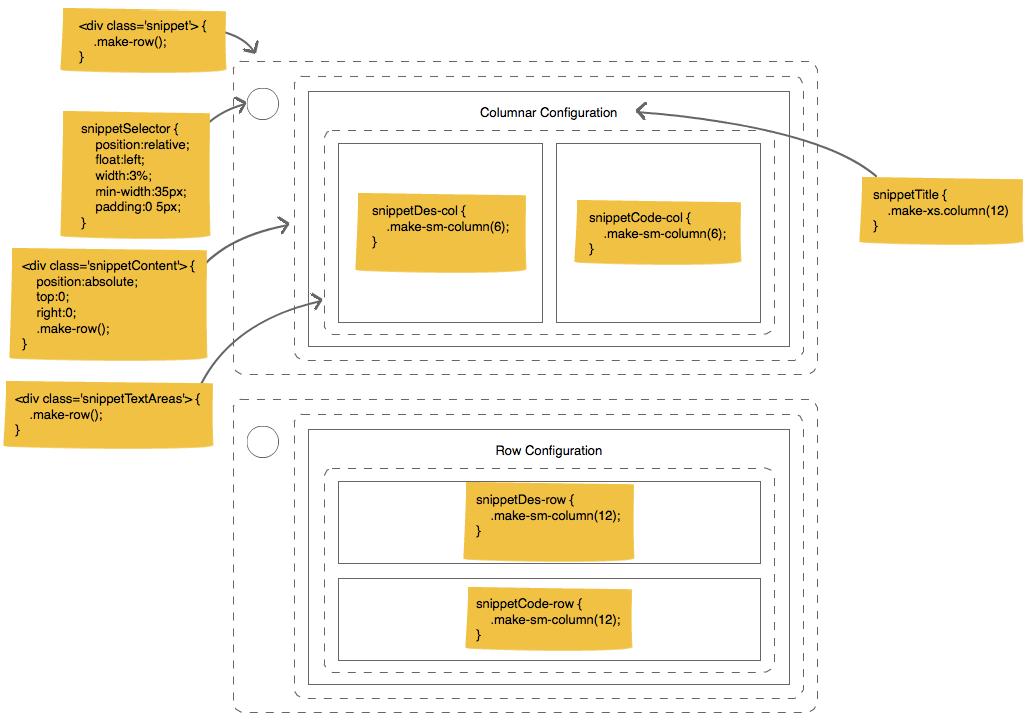 <div class='snippet'> {
.make-row();
}
snippetSelector {
position:relative;
float:left;
width:3%;
min-width:35px;
padding:0 5px;
}
<div class='snippetContent'> {
position:absolute;
top:0;
right:0;
.make-row();
}
<div class='snippetTextAreas'> {
.make-row();
}
Columnar Configuration
snippetDes-col {
.make-sm-column(6);
}
snippetCode-col {
.make-sm-column(6);
}
snippetTitle {
.make-xs.column(12)
}
Row Configuration
snippetDes-row {
.make-sm-column(12);
}
snippetCode-row {
.make-sm-column(12);
}